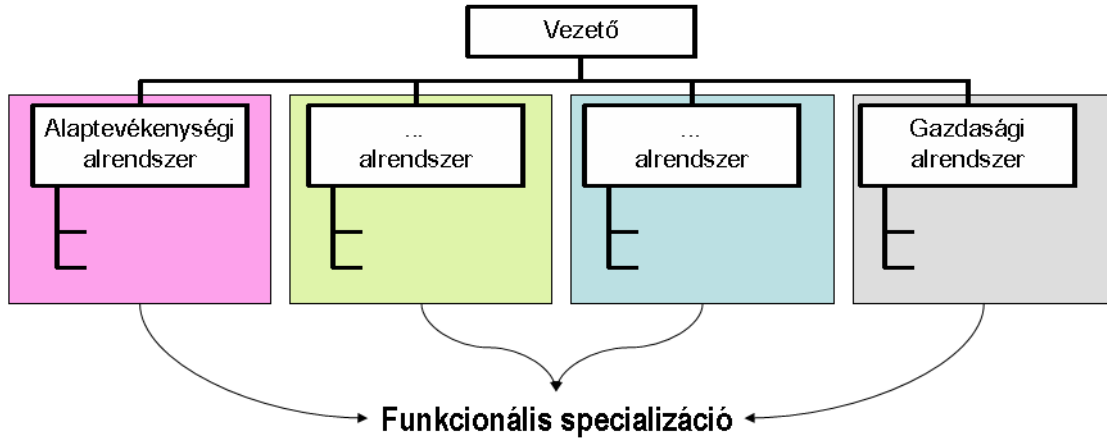 Vezető
Alaptevékenységi
alrendszer
...
alrendszer
...
alrendszer
Gazdasági
alrendszer
Funkcionális specializáció